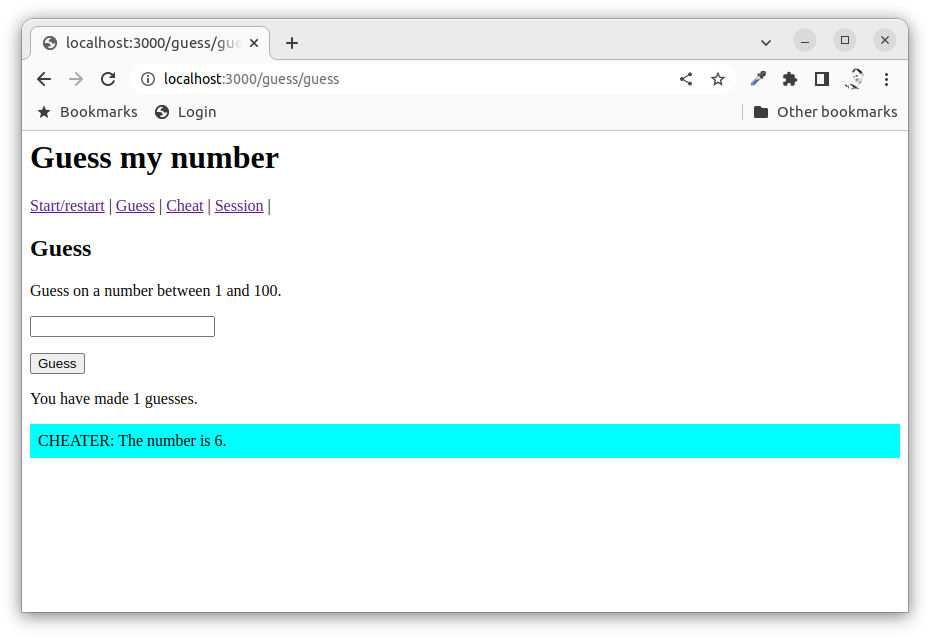 localhost:3000/guess/gue
localhost:3000/guess/guess
Bookmarks Login Other bookmarks
Guess my number
Start/restart | Guess | Cheat | Session |
Guess
Guess on a number between 1 and 100.
Guess
You have made 1 guesses.
CHEATER: The number is 6.